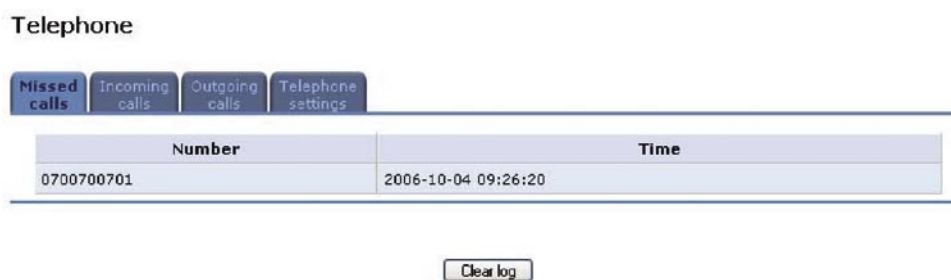 Telephone
Missed calls
Incoming calls
Outgoing calls
Telephone settings
Number Time
0700700701 2006-10-04 09:26:20
Clear log